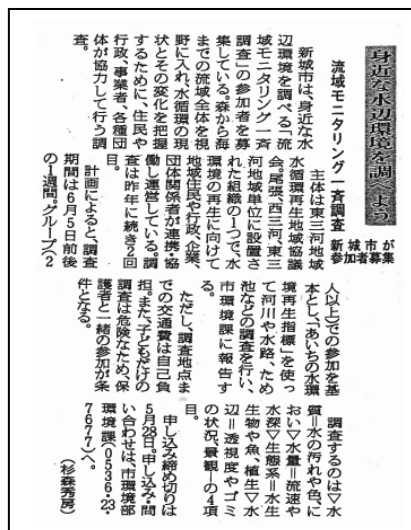 身近な水辺環境を調べよう
流域モニタリング一斉調査
新城市が
参加者募集
新城市は、身近な水
辺環境を調べる「流
域モニタリング一斉
調査」の参加者を募
集している。森から海
までの流域全体を視
野に入れ、水循環の現
状とその変化を把握
するために、住民や
行政、事業者、各種団
体が協力して行う調
査。
主体は東三河地域
水循環再生地域協議
会。尾張、西三河、東三
河地域単位に設置さ
れた組織の1つで、水
環境の再生に向けて
地域住民や行政、企業、
団体関係者が連携・協
働し運営している。調
査は昨年に続き2回
目。
計画によると、調査
期間は6月5日前後
の1週間。グループ(2
人以上)での参加を基
本とし、「あいちの水環
境再生指標」を使っ
て河川や水路、ため
池などの調査を行い、
市環境課に報告す
る。
ただし、調査地点ま
での交通費は自己負
担。また、子どもだけの
調査は危険なため、保
護者と一緒の参加が条
件となる。
調査するのは▽水
質=水の汚れや色、に
おい▽水量=流速や
水深▽生態系=水生
生物や魚、植生▽水
辺=透視度やゴミ
の状況、景観―の4項
目。
申し込み締め切りは
5月28日。申し込み・問
い合わせは、市環境部
環境課(0536・23・
7677)へ。
(杉森秀房)